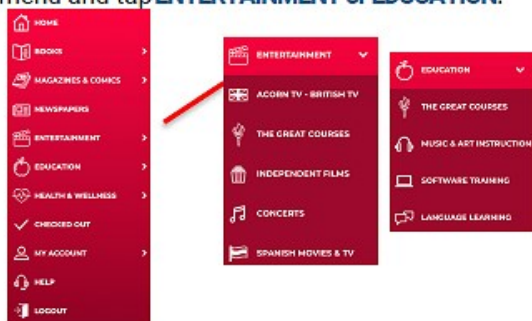 menu and tap ENTERTAINMENT & EDUCATION.
HOME
BOOKS
MAGAZINES & COMICS
NEWSPAPERS
ENTERTAINMENT
EDUCATION
HEALTH & WELLNESS
CHECKED OUT
MY ACCOUNT
HELP
LOGOUT
ENTERTAINMENT
ACORN TV - BRITISH TV
THE GREAT COURSES
INDEPENDENT FILMS
CONCERTS
SPANISH MOVIES & TV
EDUCATION
THE GREAT COURSES
MUSIC & ART INSTRUCTION
SOFTWARE TRAINING
LANGUAGE LEARNING